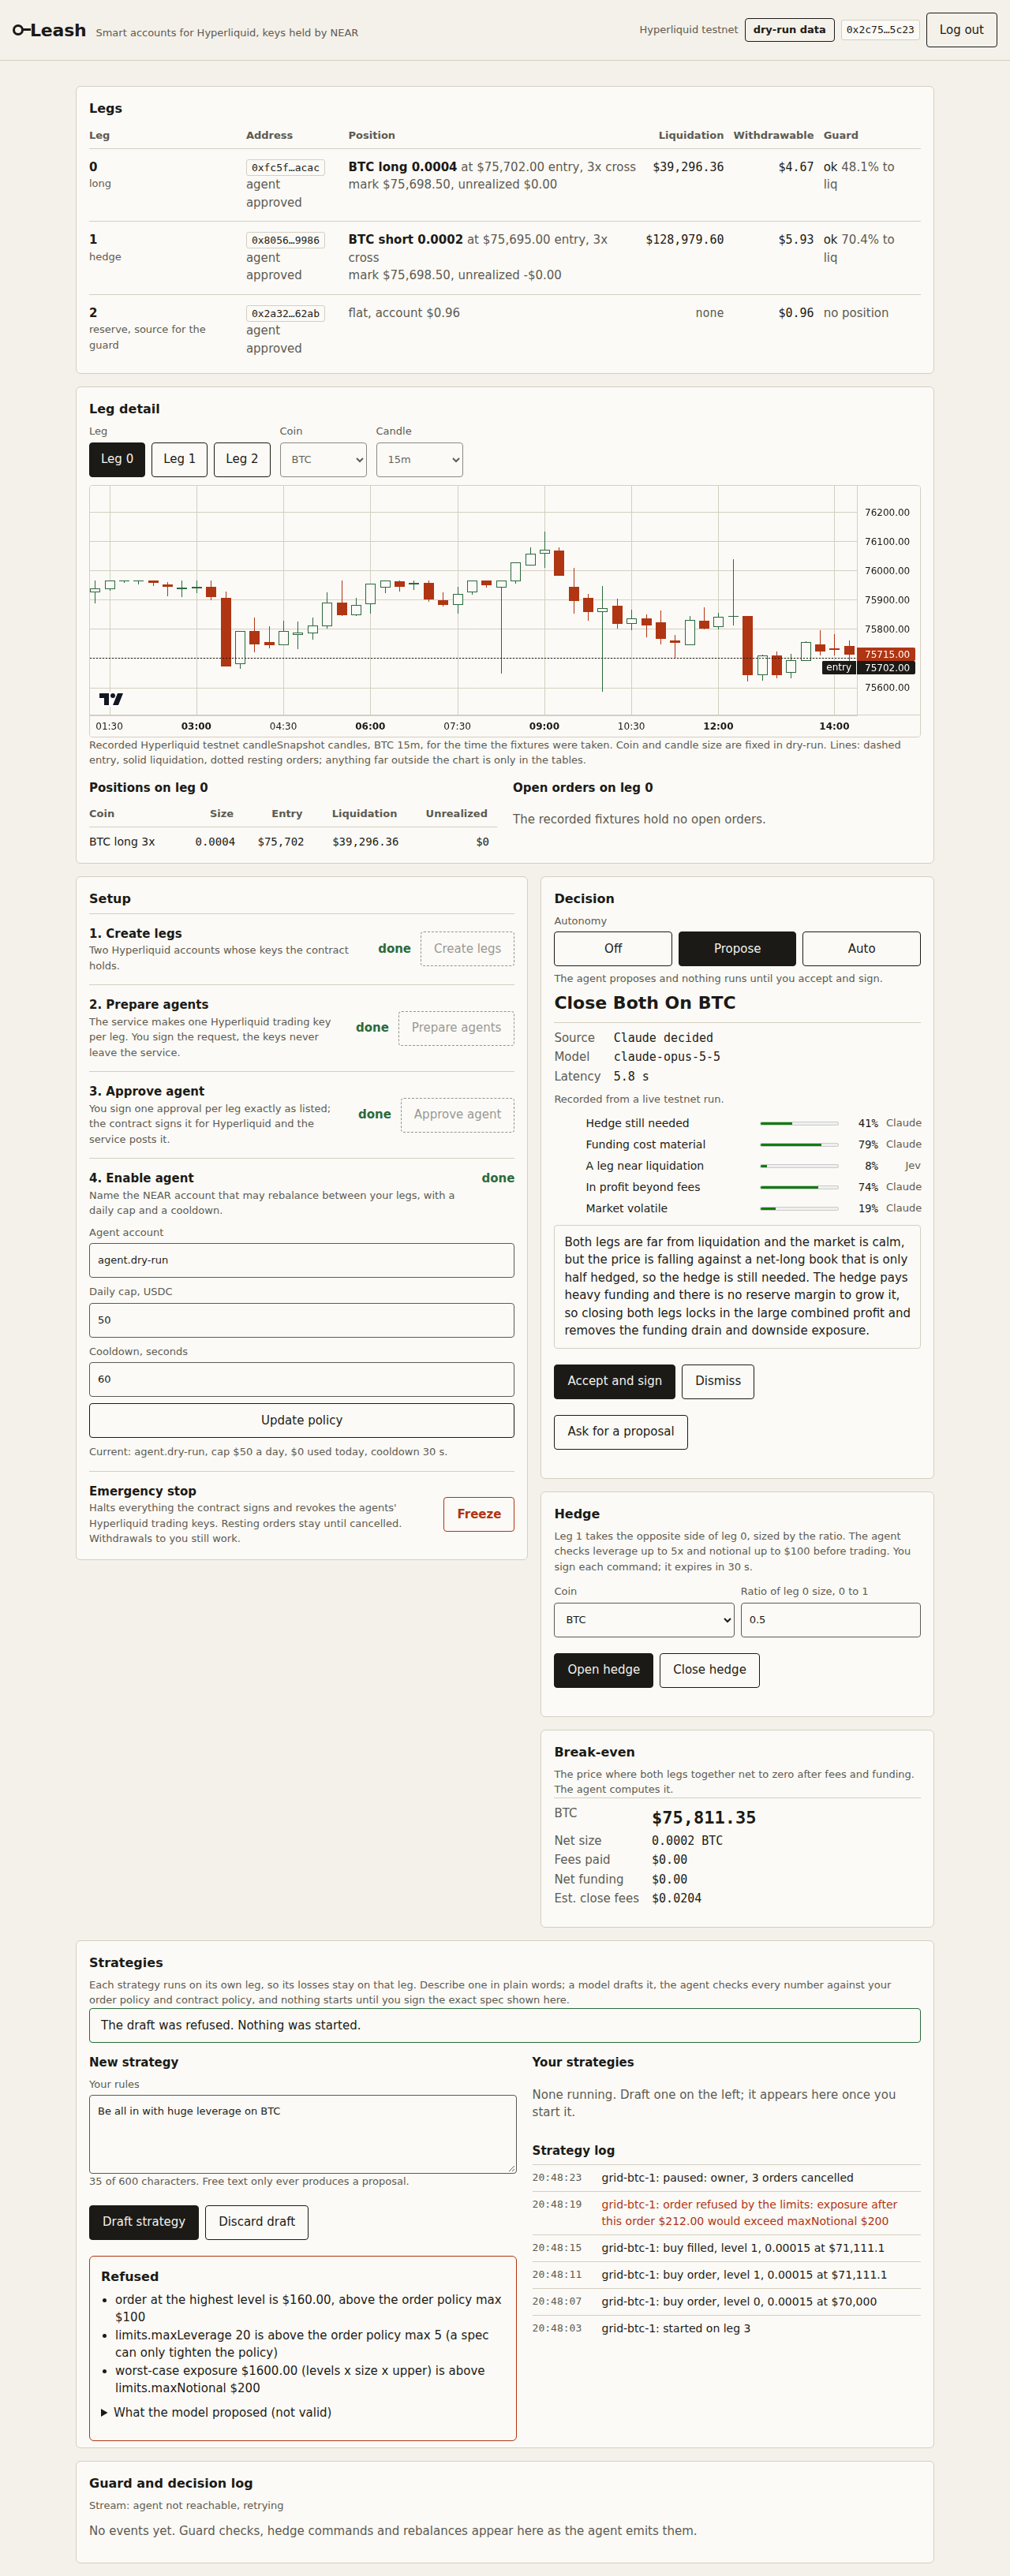 Leash Smart accounts for Hyperliquid, keys held by NEAR
Hyperliquid testnet dry-run data 0x2c75…5c23 Log out
Legs
Leg Address Position Liquidation Withdrawable Guard
0 0xfc5f…acac BTC long 0.0004 at $75,702.00 entry, 3x cross $39,296.36 $4.67 ok 48.1% to
long agent mark $75,698.50, unrealized $0.00 liq
approved
1 0x8056…9986 BTC short 0.0002 at $75,695.00 entry, 3x $128,979.60 $5.93 ok 70.4% to
hedge agent cross liq
approved mark $75,698.50, unrealized -$0.00
2 0x2a32…62ab flat, account $0.96 none $0.96 no position
reserve, source for the agent
guard approved
Leg detail
Leg Coin Candle
Leg 0 Leg 1 Leg 2 BTC 15m
76200.00
76100.00
76000.00
75900.00
75800.00
75715.00
entry 75702.00
75600.00
01:30 03:00 04:30 06:00 07:30 09:00 10:30 12:00 14:00
Recorded Hyperliquid testnet candleSnapshot candles, BTC 15m, for the time the fixtures were taken. Coin and candle size are fixed in dry-run. Lines: dashed
entry, solid liquidation, dotted resting orders; anything far outside the chart is only in the tables.
Positions on leg 0
Coin Size Entry Liquidation Unrealized
BTC long 3x 0.0004 $75,702 $39,296.36 $0
Open orders on leg 0
The recorded fixtures hold no open orders.
Setup
1. Create legs
Two Hyperliquid accounts whose keys the contract
holds.
done Create legs
2. Prepare agents
The service makes one Hyperliquid trading key
per leg. You sign the request, the keys never
leave the service.
done Prepare agents
3. Approve agent
You sign one approval per leg exactly as listed;
the contract signs it for Hyperliquid and the
service posts it.
done Approve agent
4. Enable agent done
Name the NEAR account that may rebalance between your legs, with a
daily cap and a cooldown.
Agent account
agent.dry-run
Daily cap, USDC
50
Cooldown, seconds
60
Update policy
Current: agent.dry-run, cap $50 a day, $0 used today, cooldown 30 s.
Emergency stop
Halts everything the contract signs and revokes the agents'
Hyperliquid trading keys. Resting orders stay until cancelled.
Withdrawals to you still work.
Freeze
Decision
Autonomy
Off Propose Auto
The agent proposes and nothing runs until you accept and sign.
Close Both On BTC
Source Claude decided
Model claude-opus-5-5
Latency 5.8 s
Recorded from a live testnet run.
Hedge still needed 41% Claude
Funding cost material 79% Claude
A leg near liquidation 8% Jev
In profit beyond fees 74% Claude
Market volatile 19% Claude
Both legs are far from liquidation and the market is calm,
but the price is falling against a net-long book that is only
half hedged, so the hedge is still needed. The hedge pays
heavy funding and there is no reserve margin to grow it,
so closing both legs locks in the large combined profit and
removes the funding drain and downside exposure.
Accept and sign Dismiss
Ask for a proposal
Hedge
Leg 1 takes the opposite side of leg 0, sized by the ratio. The agent
checks leverage up to 5x and notional up to $100 before trading. You
sign each command; it expires in 30 s.
Coin Ratio of leg 0 size, 0 to 1
BTC 0.5
Open hedge Close hedge
Break-even
The price where both legs together net to zero after fees and funding.
The agent computes it.
BTC $75,811.35
Net size 0.0002 BTC
Fees paid $0.00
Net funding $0.00
Est. close fees $0.0204
Strategies
Each strategy runs on its own leg, so its losses stay on that leg. Describe one in plain words; a model drafts it, the agent checks every number against your
order policy and contract policy, and nothing starts until you sign the exact spec shown here.
The draft was refused. Nothing was started.
New strategy
Your rules
Be all in with huge leverage on BTC
35 of 600 characters. Free text only ever produces a proposal.
Draft strategy Discard draft
Refused
• order at the highest level is $160.00, above the order policy max
$100
• limits.maxLeverage 20 is above the order policy max 5 (a spec
can only tighten the policy)
• worst-case exposure $1600.00 (levels x size x upper) is above
limits.maxNotional $200
What the model proposed (not valid)
Your strategies
None running. Draft one on the left; it appears here once you
start it.
Strategy log
20:48:23 grid-btc-1: paused: owner, 3 orders cancelled
20:48:19 grid-btc-1: order refused by the limits: exposure after
this order $212.00 would exceed maxNotional $200
20:48:15 grid-btc-1: buy filled, level 1, 0.00015 at $71,111.1
20:48:11 grid-btc-1: buy order, level 1, 0.00015 at $71,111.1
20:48:07 grid-btc-1: buy order, level 0, 0.00015 at $70,000
20:48:03 grid-btc-1: started on leg 3
Guard and decision log
Stream: agent not reachable, retrying
No events yet. Guard checks, hedge commands and rebalances appear here as the agent emits them.